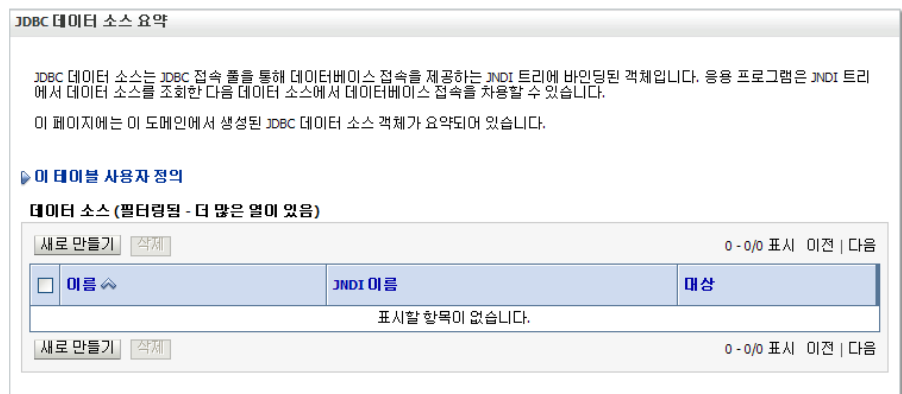 JDBC 데이터 소스 요약
JDBC 데이터 소스는 JDBC 접속 풀을 통해 데이터베이스 접속을 제공하는 JNDI 트리에 바인딩된 객체입니다. 응용 프로그램은 JNDI 트리
에서 데이터 소스를 조회한 다음 데이터 소스에서 데이터베이스 접속을 차용할 수 있습니다.
이 페이지에는 이 도메인에서 생성된 JDBC 데이터 소스 객체가 요약되어 있습니다.
이 테이블 사용자 정의
데이터 소스 (필터링됨 - 더 많은 열이 있음)
새로 만들기 삭제 0 - 0/0 표시 이전 | 다음
이름 JNDI 이름 대상
표시할 항목이 없습니다.
새로 만들기 삭제 0 - 0/0 표시 이전 | 다음